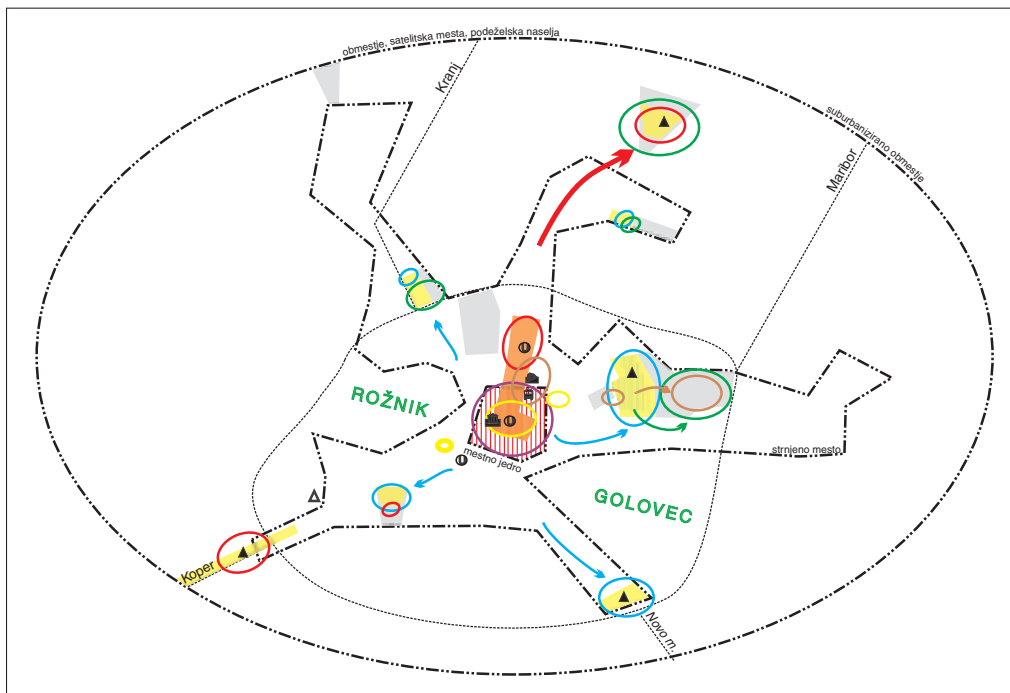 obmestje, satelitska mesta, podeželska naselja
Kranj
suburbanizirano obmestje
Maribor
ROŽNIK
mestno jedro
strnjeno mesto
GOLOVEC
Koper
Novo m.